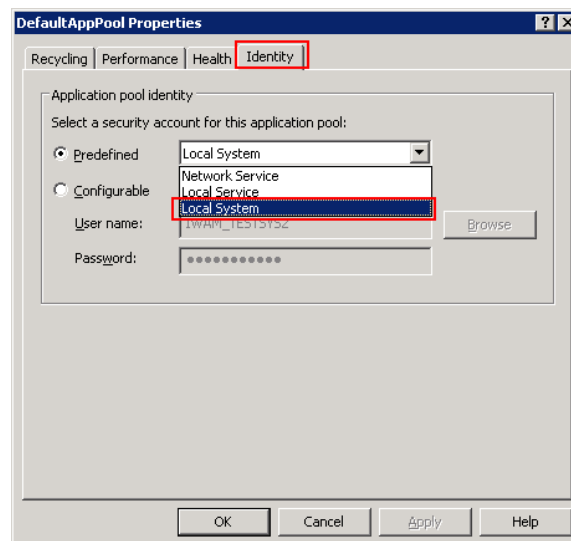 DefaultAppPool Properties
Recycling Performance Health Identity
Application pool identity
Select a security account for this application pool:
Predefined Local System
Network Service
Configurable Local Service
Local System
User name: IWAM_TESTSYS2 Browse
Password:
OK Cancel Apply Help